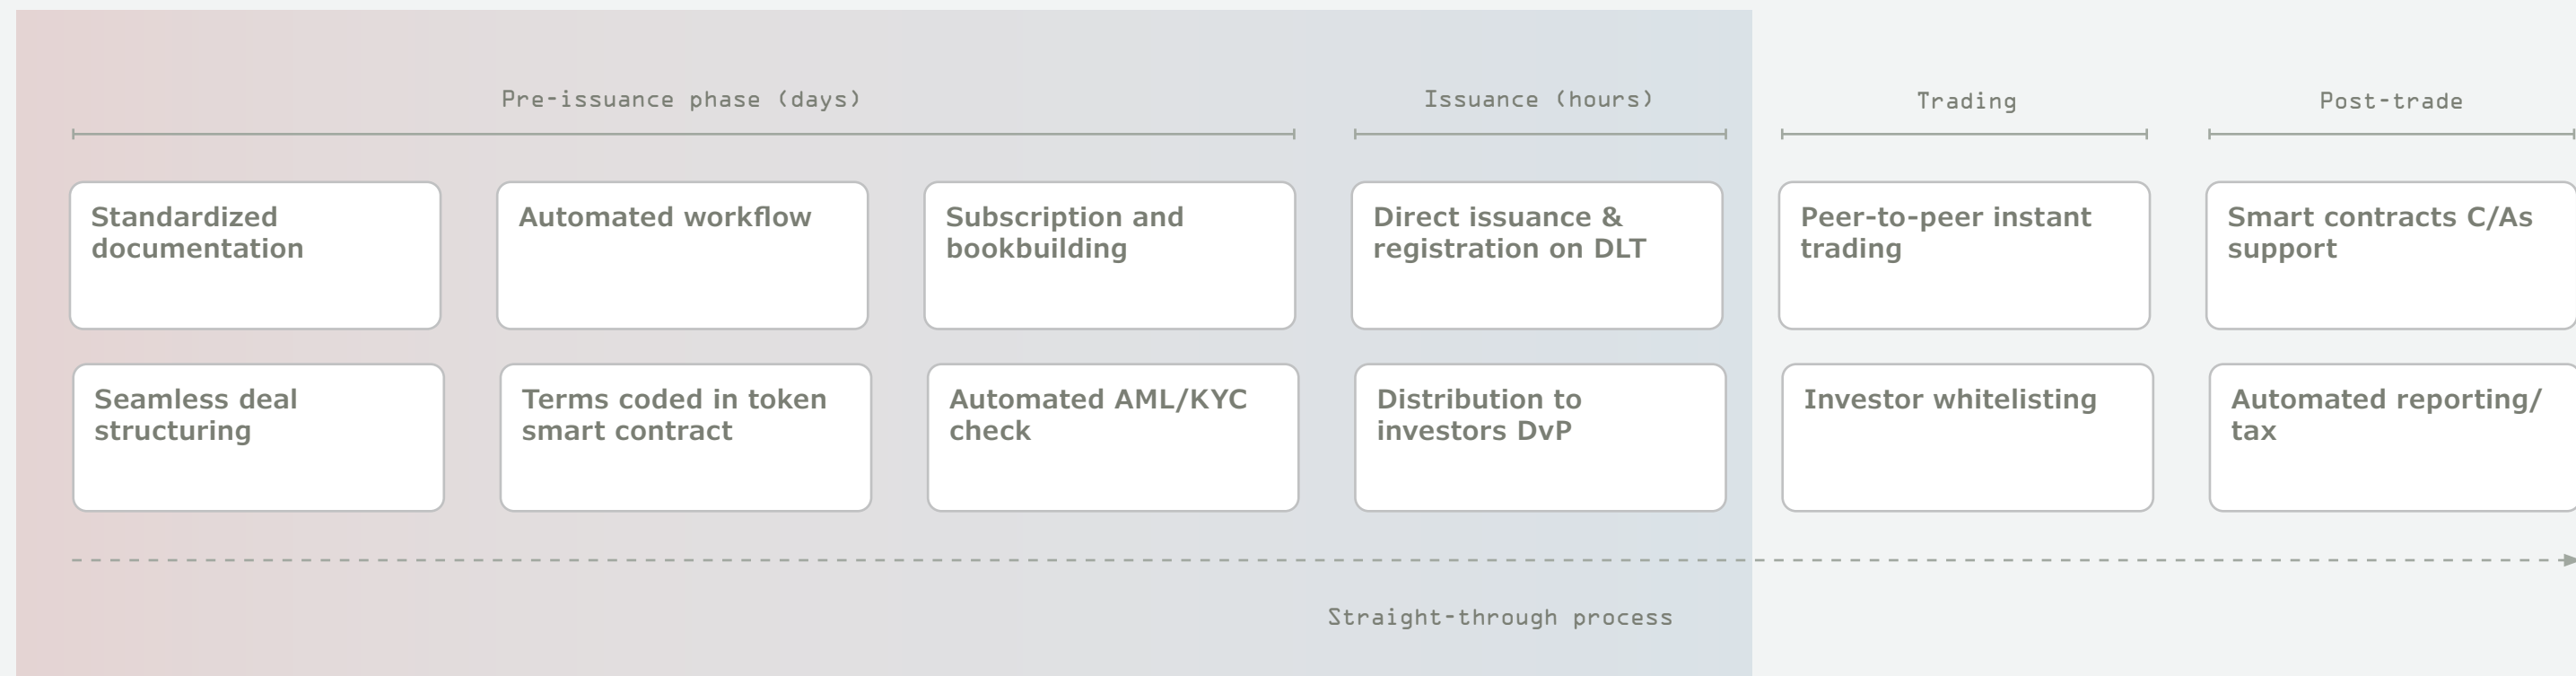 Pre-issuance phase (days)
Issuance (hours)
Trading
Post-trade
Standardized
documentation
Automated workflow
Subscription and
bookbuilding
Direct issuance &
registration on DLT
Peer-to-peer instant
trading
Smart contracts C/As
support
Seamless deal
structuring
Terms coded in token
smart contract
Automated AML/KYC
check
Distribution to
investors DvP
Investor whitelisting
Automated reporting/
tax
Straight-through process